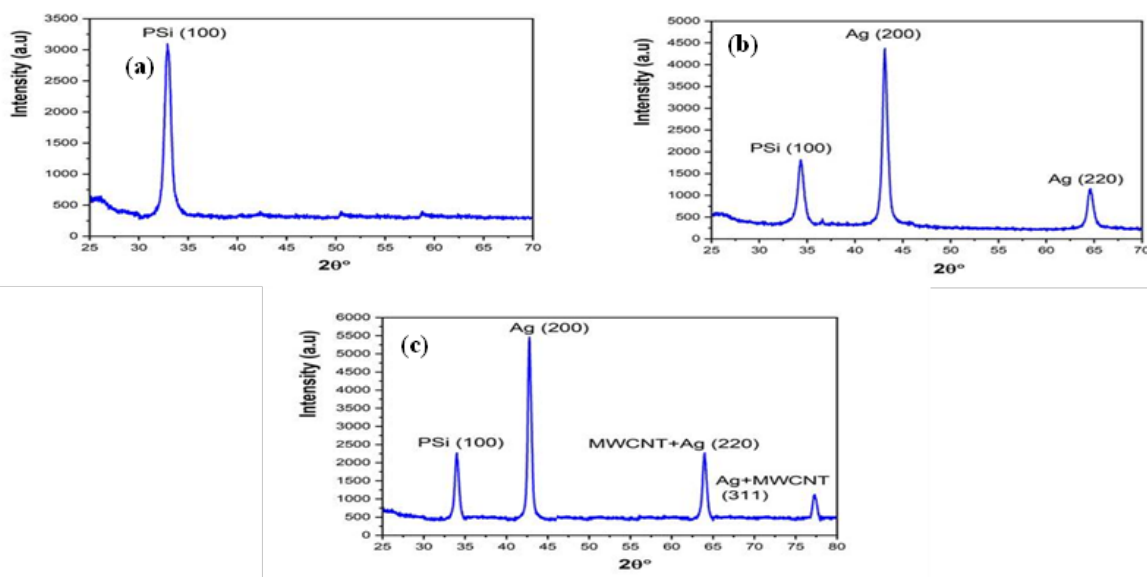 PSi (100)
(a)
Intensity (a.u)
3500
3000
2500
2000
1500
1000
500
0
25 30 35 40 45 50 55 60 65 70
2θ°
Ag (200)
(b)
PSi (100)
Ag (220)
Intensity (a.u)
5000
4500
4000
3500
3000
2500
2000
1500
1000
500
0
25 30 35 40 45 50 55 60 65 70
2θ°
Ag (200)
(c)
PSi (100)
MWCNT+Ag (220)
Ag+MWCNT
(311)
Intensity (a.u)
6000
5500
5000
4500
4000
3500
3000
2500
2000
1500
1000
500
0
25 30 35 40 45 50 55 60 65 70 75 80
2θ°